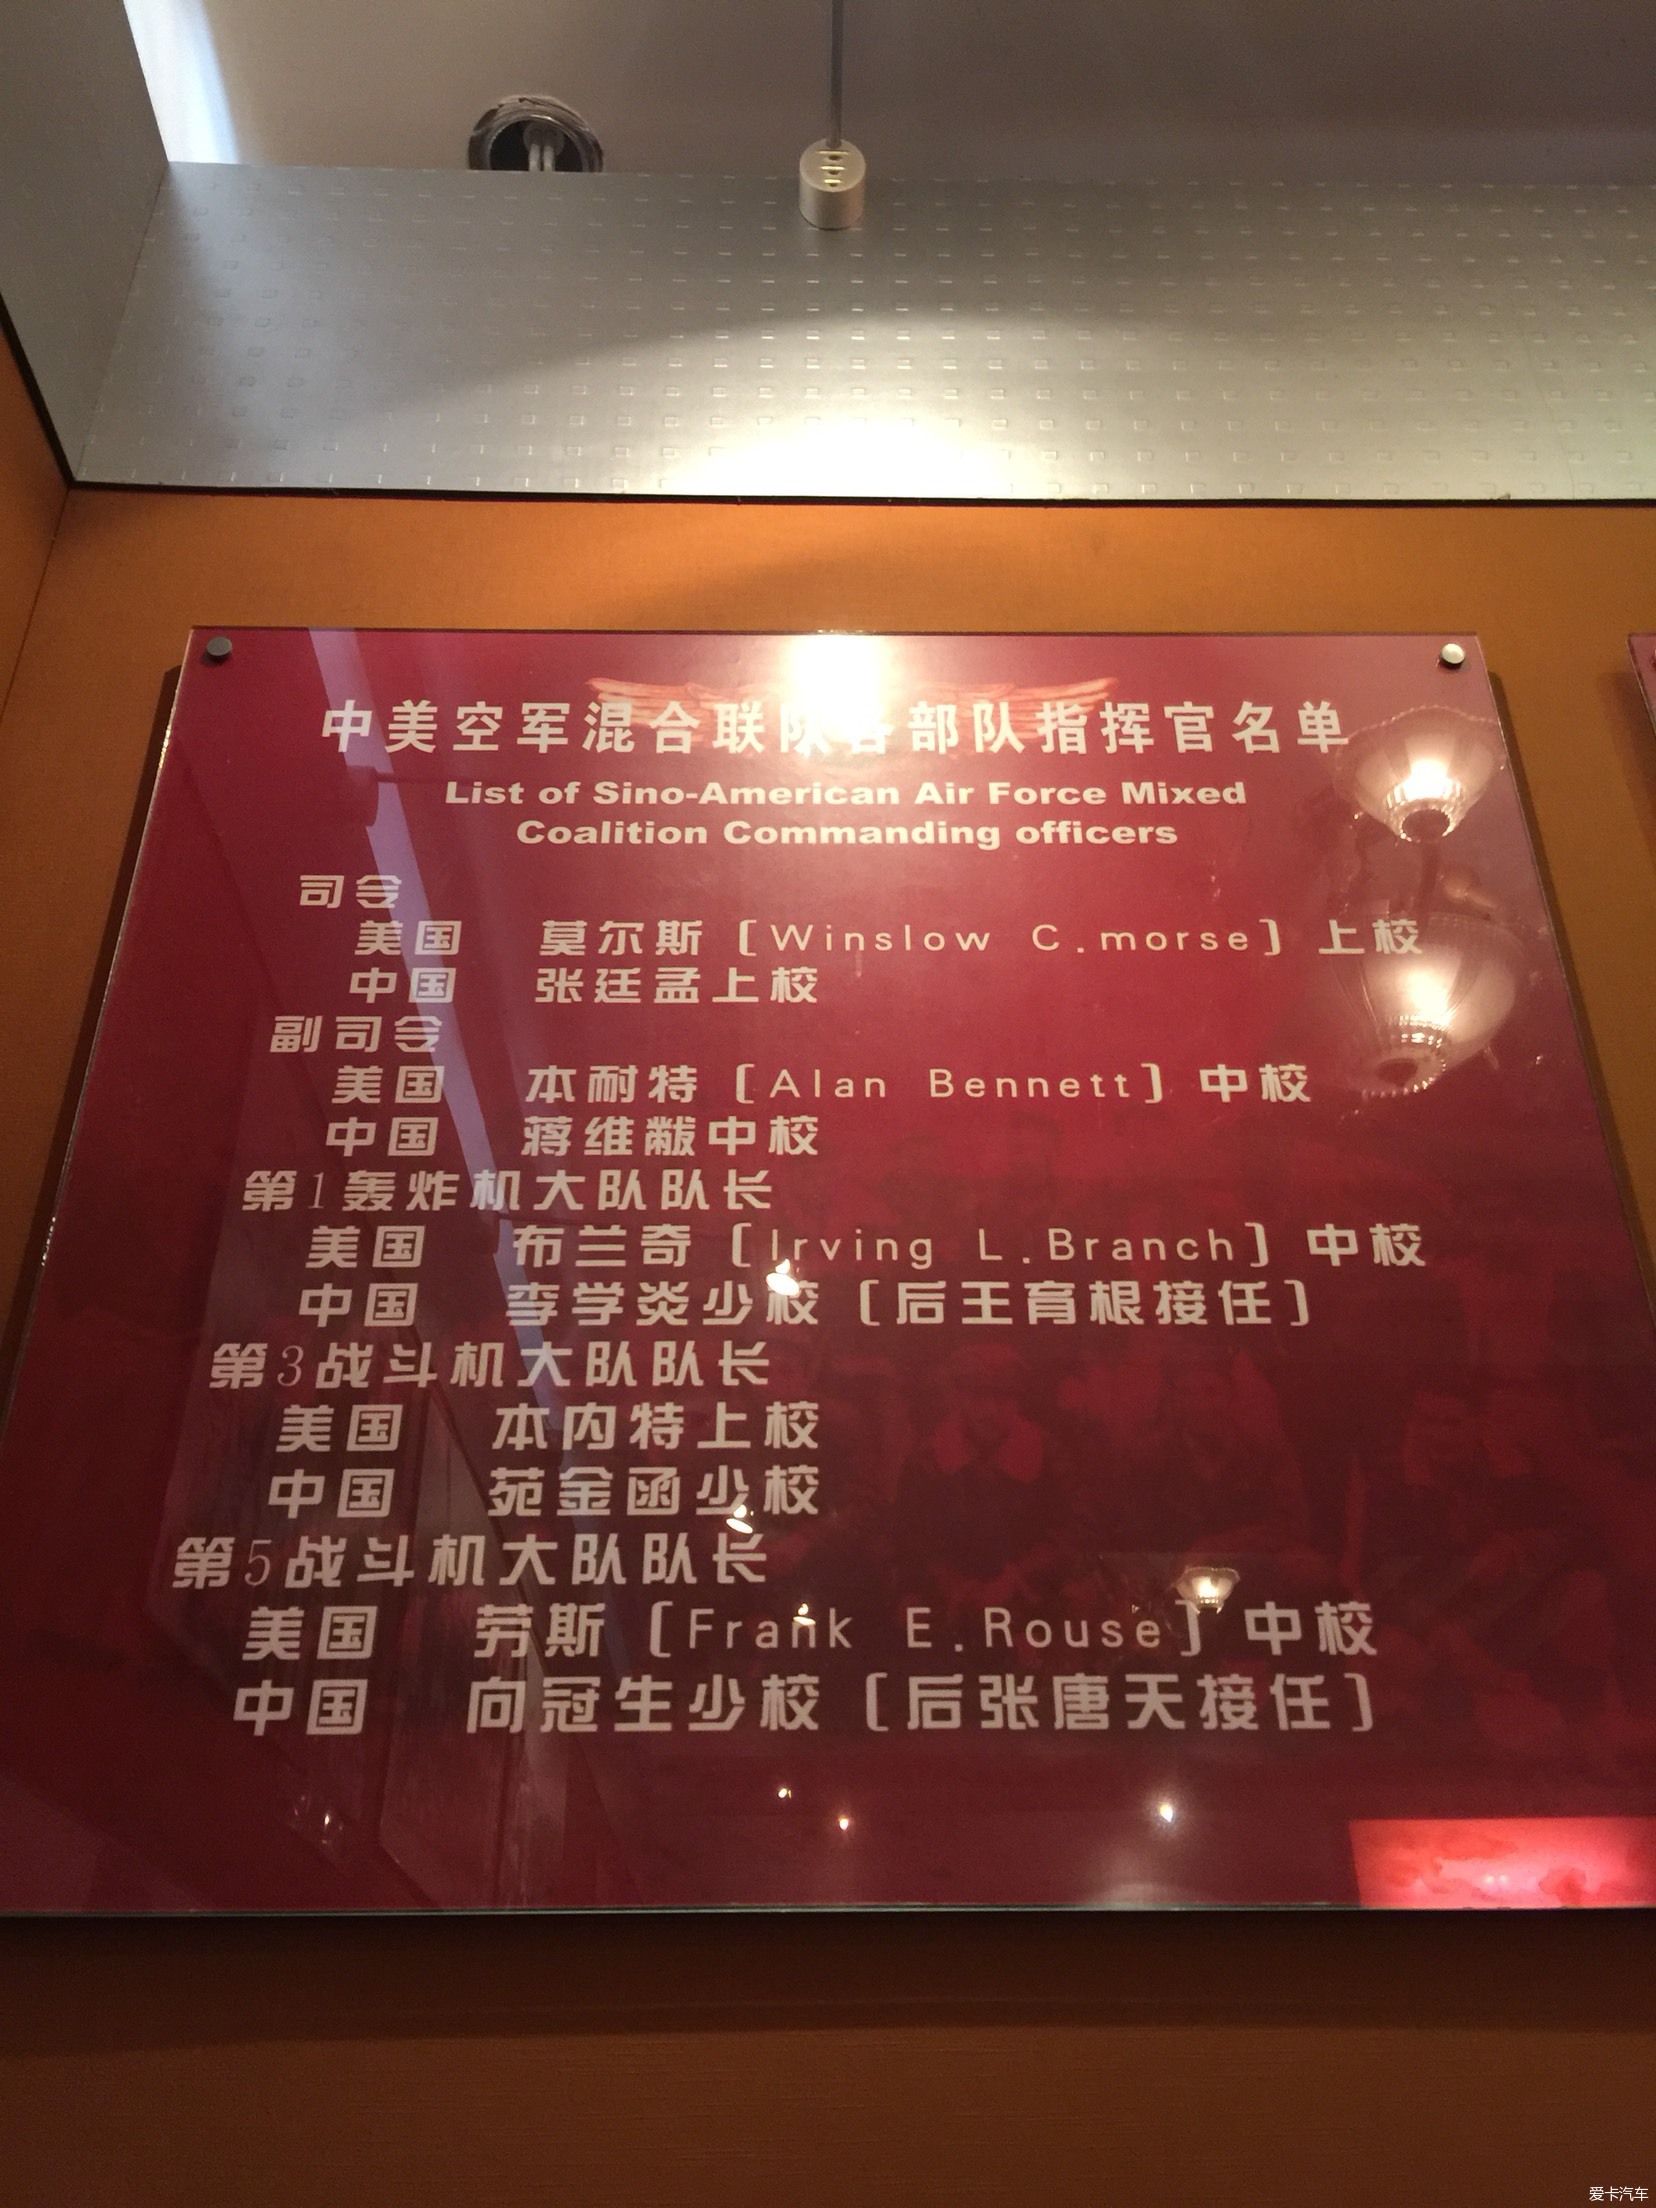 中美空军混合联队各部队指挥官名单
List of Sino-American Air Force Mixed
Coalition Commanding officers
司令
美国 莫尔斯〔Winslow C.morse〕上校
中国 张廷孟上校
副司令
美国 本耐特〔Alan Bennett〕中校
中国 蒋维黻中校
第1轰炸机大队队长
美国 布兰奇〔Irving L.Branch〕中校
中国 李学炎少校〔后王育根接任〕
第3战斗机大队队长
美国 本内特上校
中国 苑金函少校
第5战斗机大队队长
美国 劳斯〔Frank E.Rouse〕中校
中国 向冠生少校〔后张唐天接任〕
爱卡汽车